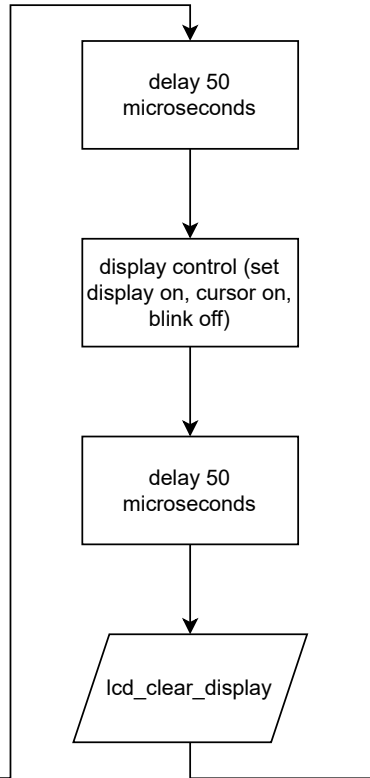 delay 50
microseconds
display control (set
display on, cursor on,
blink off)
delay 50
microseconds
lcd_clear_display